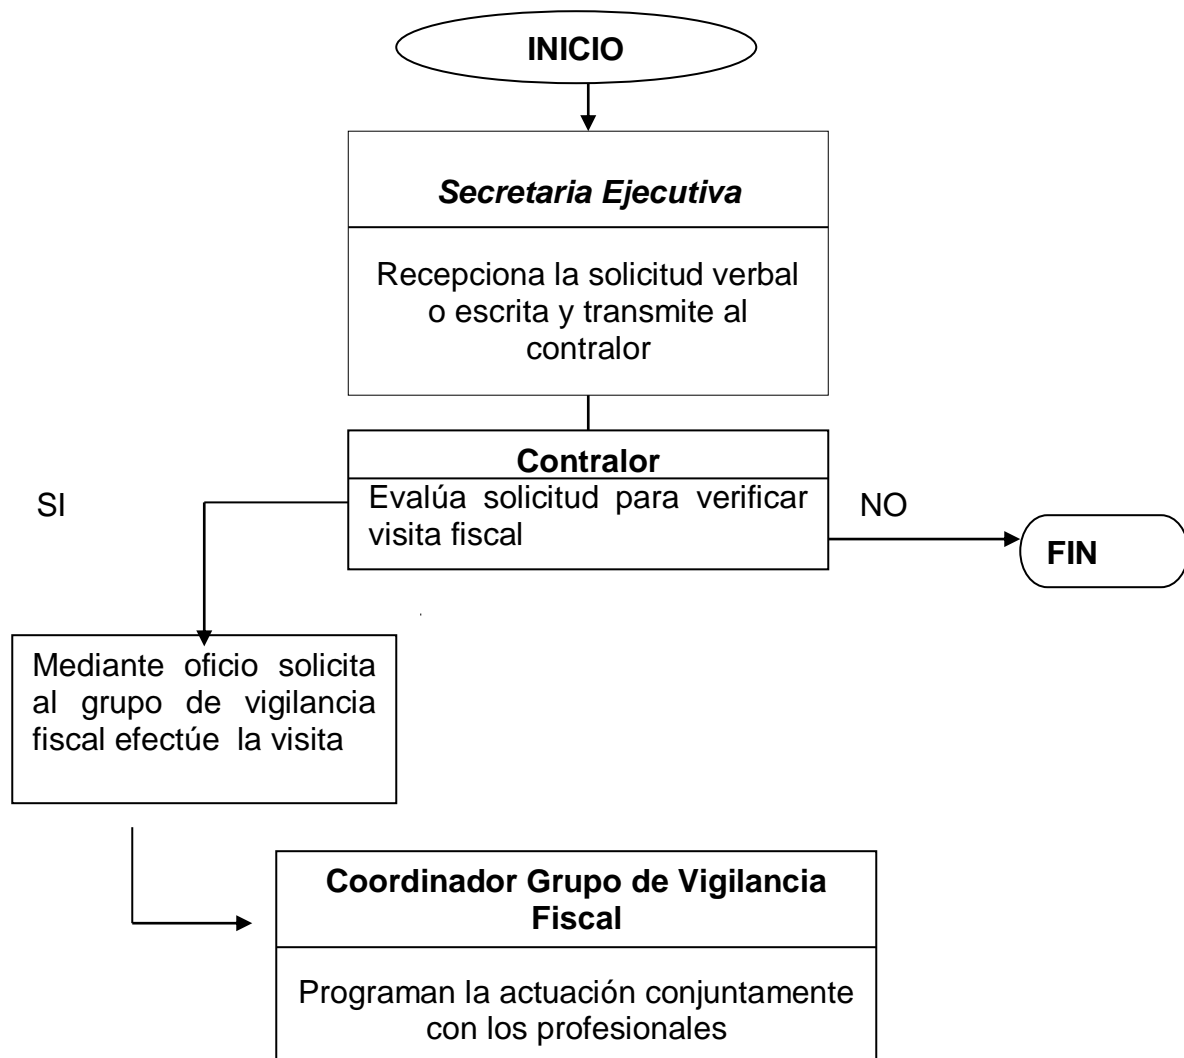 INICIO
Secretaria Ejecutiva
Recepciona la solicitud verbal
o escrita y transmite al
contralor
Contralor
Evalúa solicitud para verificar
visita fiscal
SI
NO
FIN
Mediante oficio solicita
al grupo de vigilancia
fiscal efectúe la visita
Coordinador Grupo de Vigilancia
Fiscal
Programan la actuación conjuntamente
con los profesionales